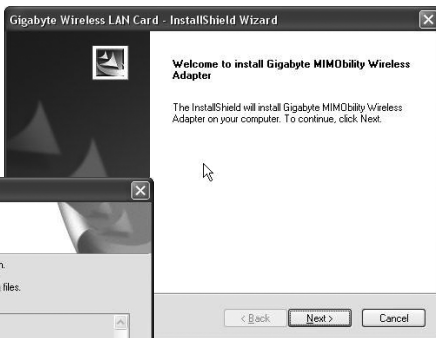 Gigabyte Wireless LAN Card - InstallShield Wizard
Welcome to install Gigabyte MIMObility Wireless
Adapter
The InstallShield will install Gigabyte MIMObility Wireless
Adapter on your computer. To continue, click Next.
files.
< Back
Next >
Cancel